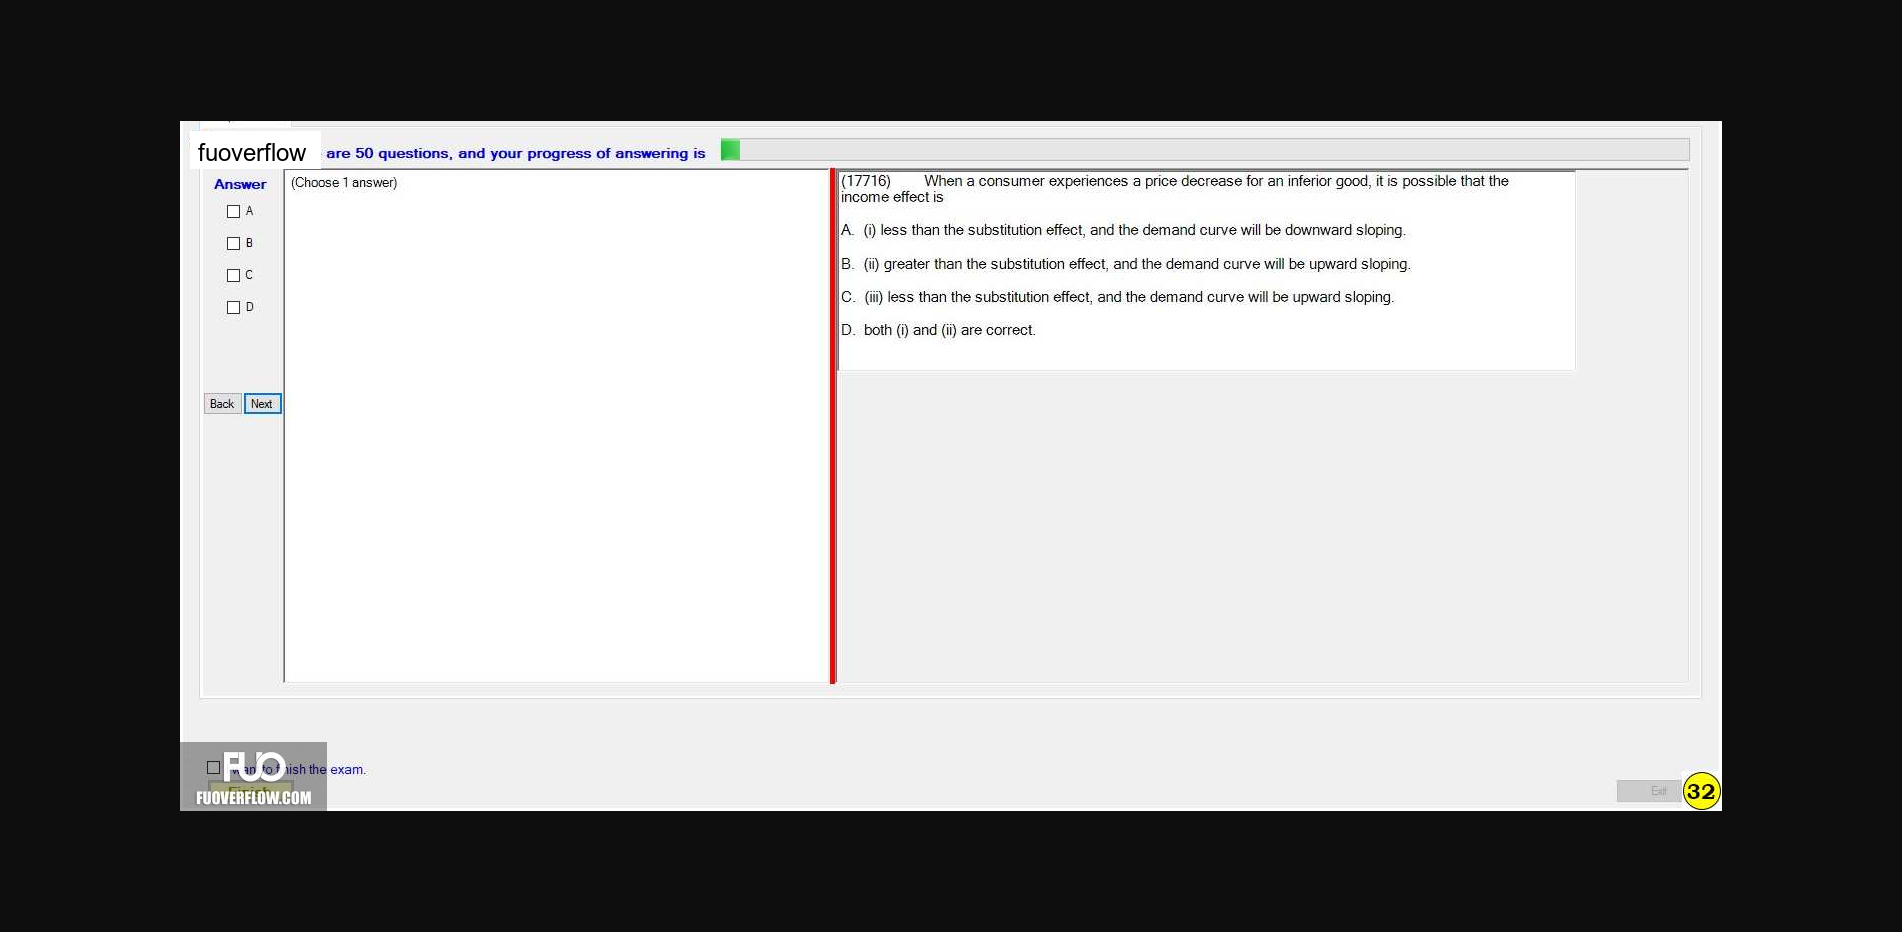 fuoverflow are 50 questions, and your progress of answering is
Answer
A
B
C
D
Back Next
(Choose 1 answer)
(17716) When a consumer experiences a price decrease for an inferior good, it is possible that the
income effect is
A. (i) less than the substitution effect, and the demand curve will be downward sloping.
B. (ii) greater than the substitution effect, and the demand curve will be upward sloping.
C. (iii) less than the substitution effect, and the demand curve will be upward sloping.
D. both (i) and (ii) are correct.
FUO
want to finish the exam.
Finish
FUOVERFLOW.COM
Exit
32